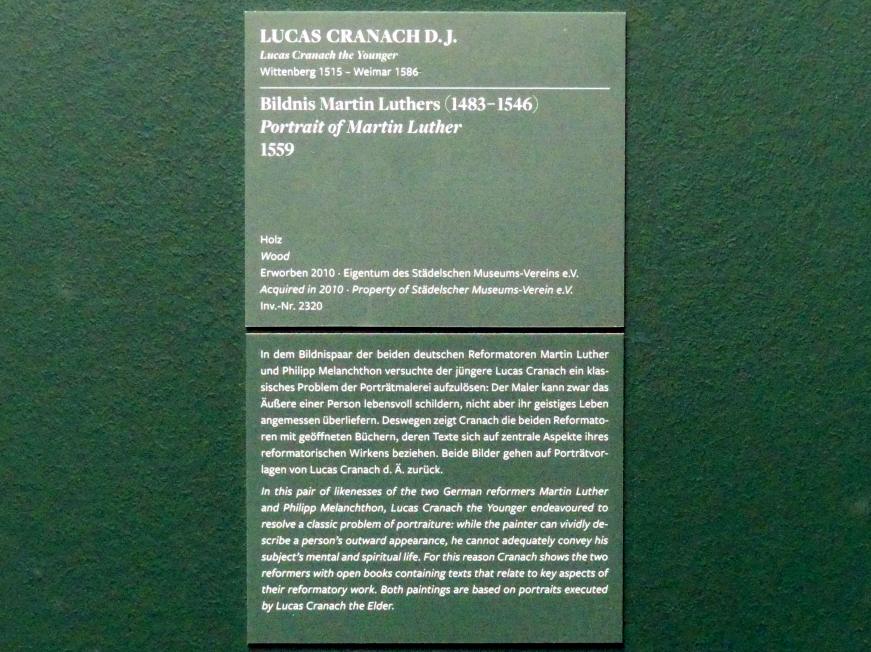 LUCAS CRANACH D. J.
Lucas Cranach the Younger
Wittenberg 1515 – Weimar 1586
Bildnis Martin Luthers (1483–1546)
Portrait of Martin Luther
1559
Holz
Wood
Erworben 2010 · Eigentum des Städelschen Museums-Vereins e.V.
Acquired in 2010 · Property of Städelscher Museums-Verein e.V.
Inv.-Nr. 2320
In dem Bildnispaar der beiden deutschen Reformatoren Martin Luther
und Philipp Melanchthon versuchte der jüngere Lucas Cranach ein klas-
sisches Problem der Porträtmalerei aufzulösen: Der Maler kann zwar das
Äußere einer Person lebensvoll schildern, nicht aber ihr geistiges Leben
angemessen überliefern. Deswegen zeigt Cranach die beiden Reformato-
ren mit geöffneten Büchern, deren Texte sich auf zentrale Aspekte ihres
reformatorischen Wirkens beziehen. Beide Bilder gehen auf Porträtvor-
lagen von Lucas Cranach d. Ä. zurück.
In this pair of likenesses of the two German reformers Martin Luther
and Philipp Melanchthon, Lucas Cranach the Younger endeavoured to
resolve a classic problem of portraiture: while the painter can vividly de-
scribe a person's outward appearance, he cannot adequately convey his
subject's mental and spiritual life. For this reason Cranach shows the two
reformers with open books containing texts that relate to key aspects of
their reformatory work. Both paintings are based on portraits executed
by Lucas Cranach the Elder.